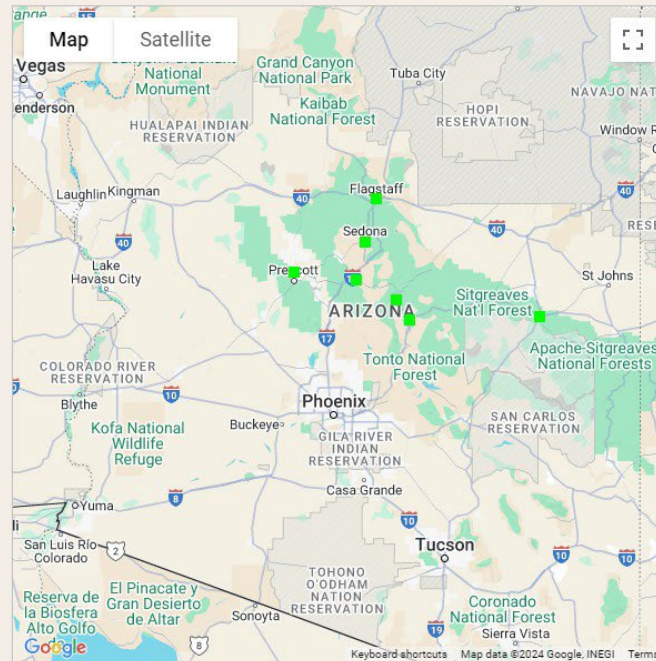 Map Satellite
National
Monument
Grand Canyon
National Park
Kaibab
National Forest
Tuba City
HOPI
RESERVATION
NAVAJO NAT
Vegas
enderson
HUALAPAI INDIAN
RESERVATION
Window R
Laughlin
Kingman
40
Flagstaff
40
40
40
RESE
Sedona
Lake
Havasu City
Prescott
St Johns
ARIZONA
Sitgreaves
Nat'l Forest
17
Apache-Sitgreaves
National Forests
Tonto National
Forest
COLORADO RIVER
RESERVATION
10
10
Blythe
Phoenix
Buckeye
SAN CARLOS
RESERVATION
Kofa National
Wildlife
Refuge
GILA RIVER
INDIAN
RESERVATION
Casa Grande
8
Yuma
10
San Luis Río
Colorado
2
Tucson
10
10
TOHONO
O'ODHAM
NATION
RESERVATION
El Pinacate y
Gran Desierto
de Altar
Reserva de
la Biosfera
Alto Golfo
Sonoyta
Coronado
National Forest
19
8
Sierra Vista
Google
Keyboard shortcuts Map data ©2024 Google, INEGI Terms